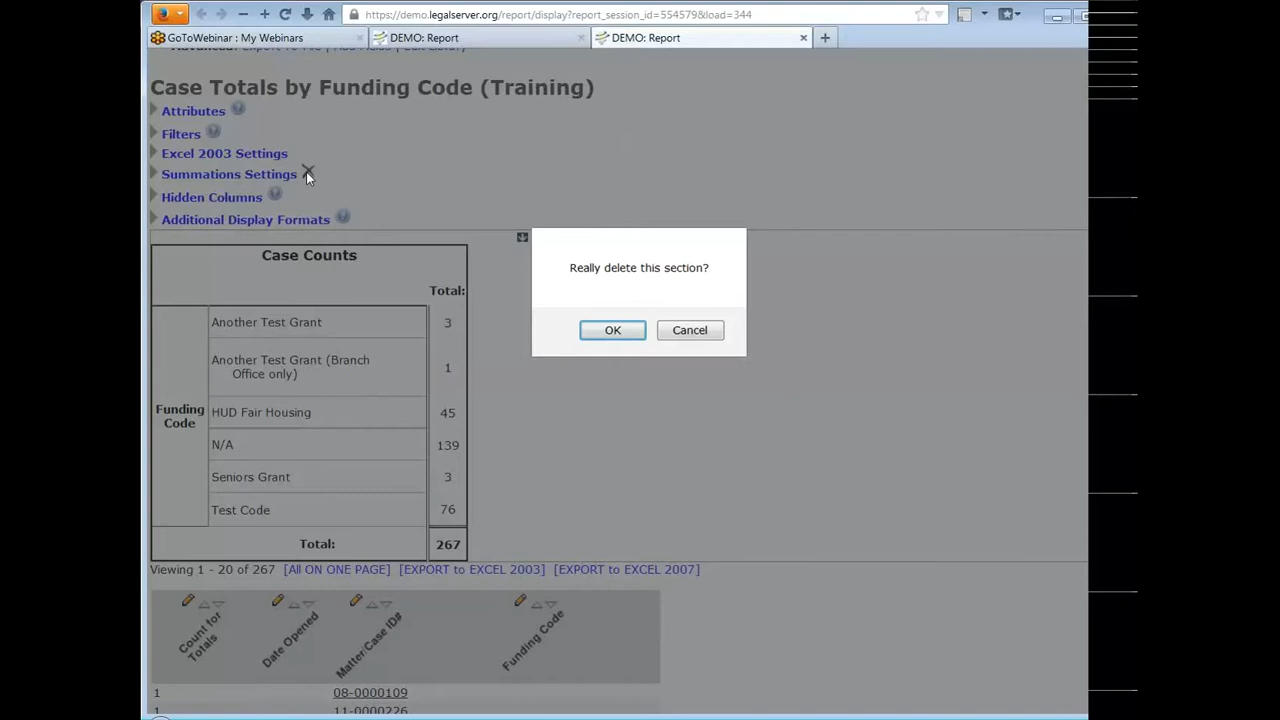 https://demo.legalserver.org/report/display?report_session_id=554579&load=344
GoToWebinar : My Webinars
DEMO: Report
DEMO: Report
Case Totals by Funding Code (Training)
Attributes
Filters
Excel 2003 Settings
Summations Settings
Hidden Columns
Additional Display Formats
Really delete this section?
OK
Cancel
Case Counts
Total:
Funding Code
Another Test Grant 3
Another Test Grant (Branch
Office only) 1
HUD Fair Housing 45
N/A 139
Seniors Grant 3
Test Code 76
Total: 267
Viewing 1 - 20 of 267 [All ON ONE PAGE] [EXPORT to EXCEL 2003] [EXPORT to EXCEL 2007]
Count for
Totals
Date Opened
Matter/Case ID#
Funding Code
1 08-0000109
1 11-0000226